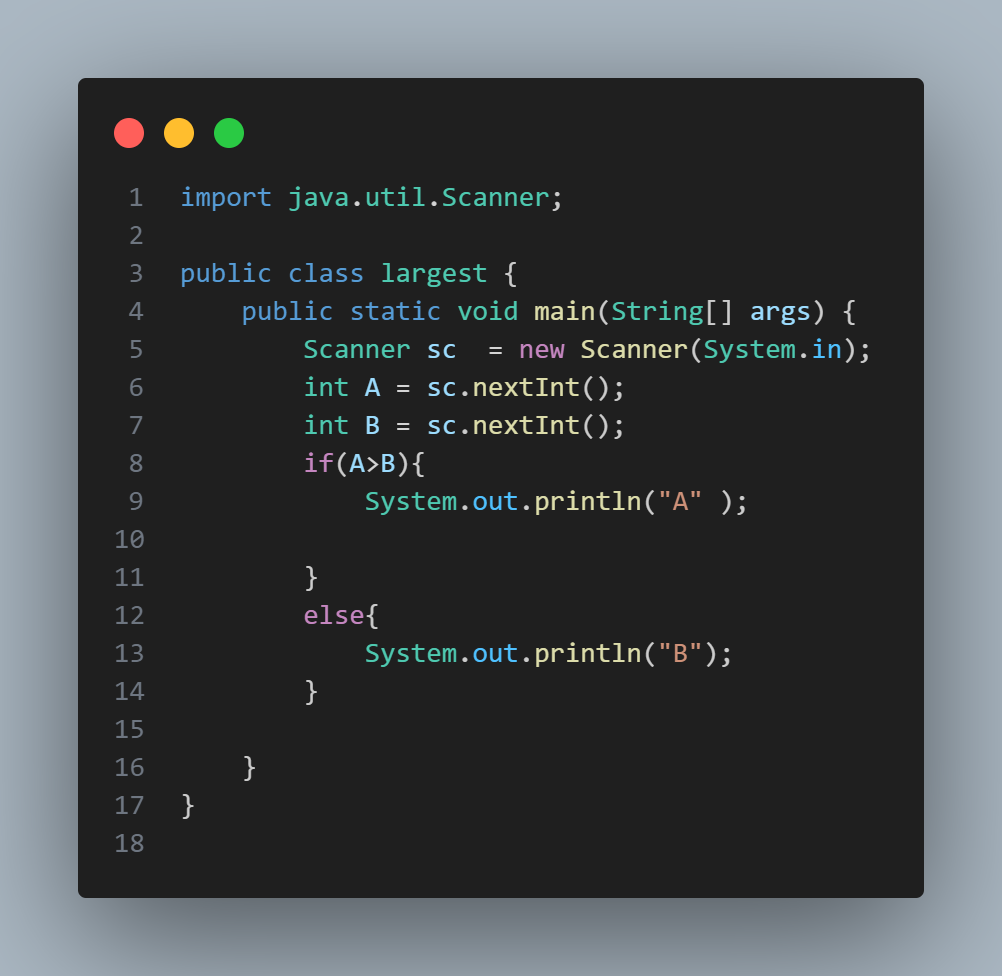 1 import java.util.Scanner;
2
3 public class largest {
4     public static void main(String[] args) {
5         Scanner sc  = new Scanner(System.in);
6         int A = sc.nextInt();
7         int B = sc.nextInt();
8         if(A>B){
9             System.out.println("A" );
10
11         }
12         else{
13             System.out.println("B");
14         }
15
16     }
17 }
18